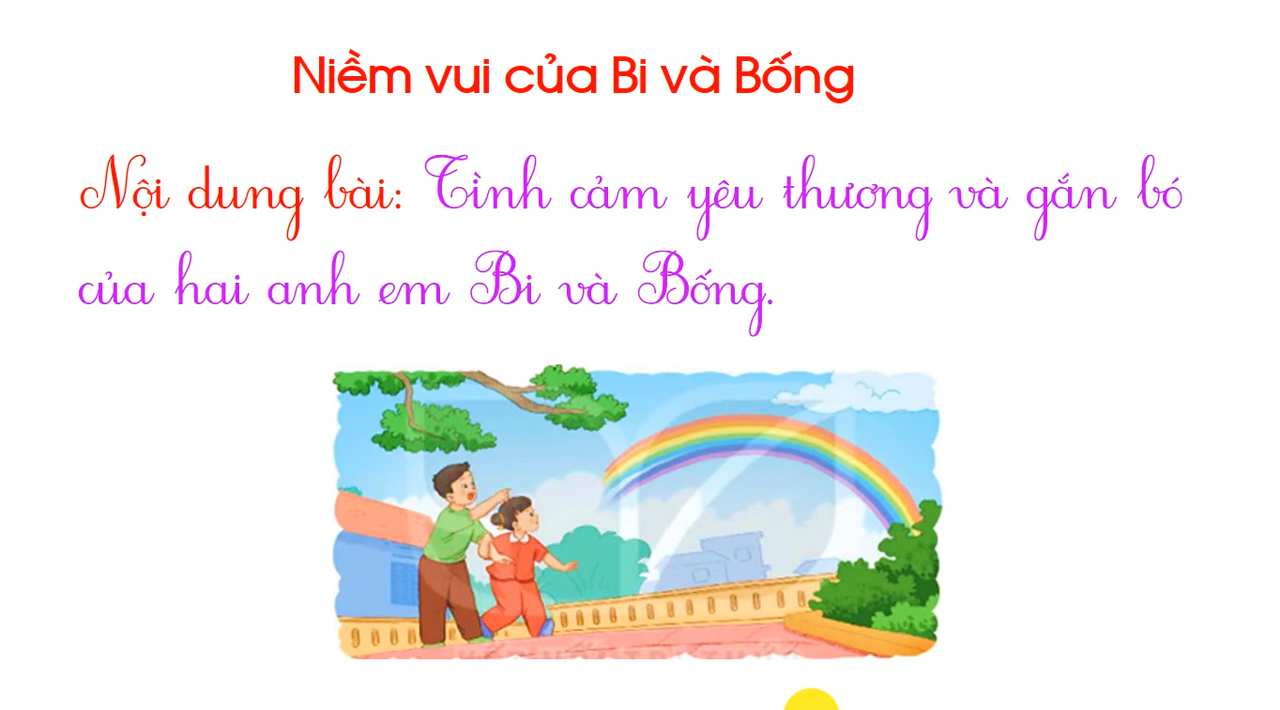 Niềm vui của Bi và Bống
Nội dung bài: Tình cảm yêu thương và gắn bó
của hai anh em Bi và Bống.